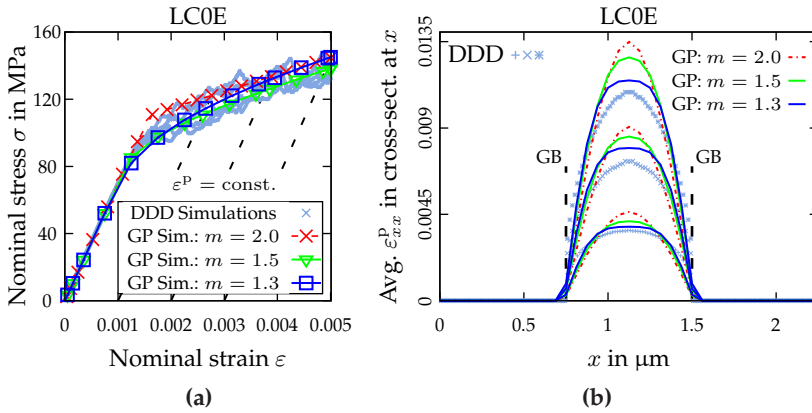 LC0E
160
120
80
40
0
Nominal stress σ in MPa
ε^p = const.
DDD Simulations
GP Sim.: m = 2.0
GP Sim.: m = 1.5
GP Sim.: m = 1.3
0 0.001 0.002 0.003 0.004 0.005
Nominal strain ε
(a)
LC0E
0.0135
0.009
0.0045
0
Avg. ε^p_xx in cross-sect. at x
DDD
GP: m = 2.0
GP: m = 1.5
GP: m = 1.3
GB
GB
0 0.5 1 1.5 2
x in µm
(b)